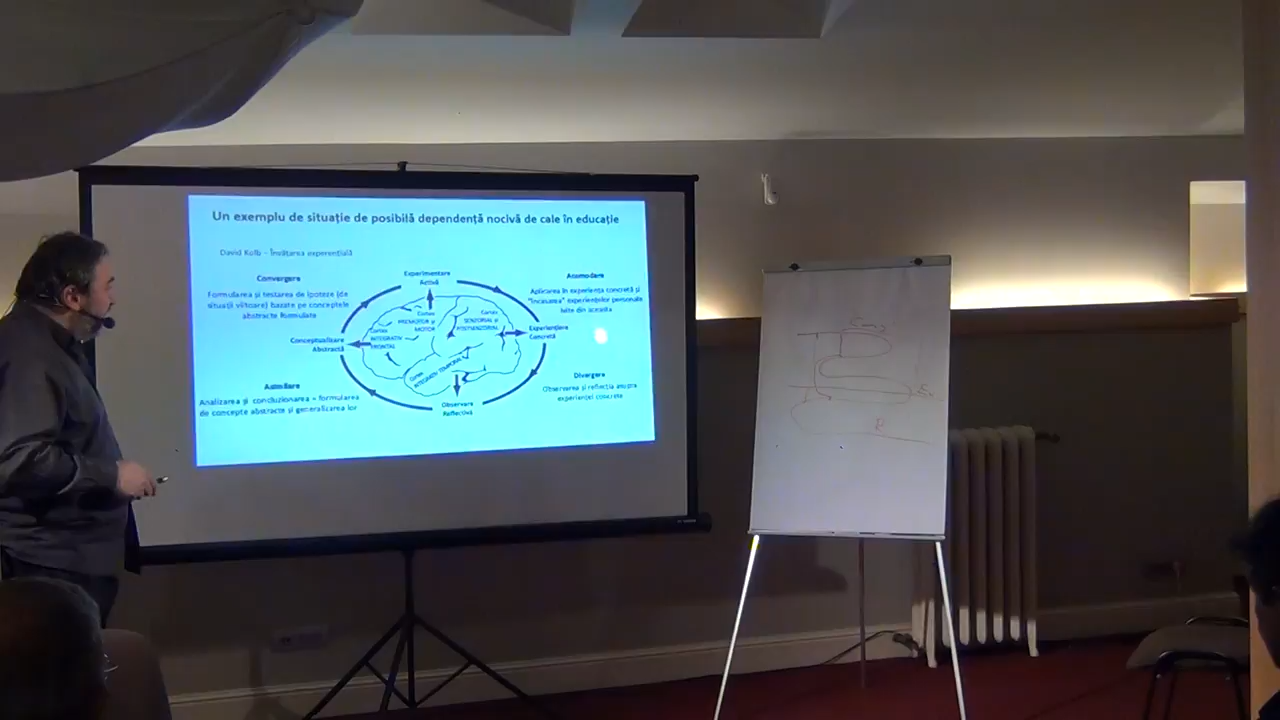 Un exemplu de situație de posibilă dependență nocivă de cale în educație
David Kolb – Învățarea experențială
Convergere
Formularea și testarea de ipoteze (de
situații viitoare) bazate pe conceptele
abstracte formulate
Experimentare
Activă
Acomodare
Aplicarea în experiența concretă și
experiențelor personale
din aceasta
Cortex
PREMOTOR și
MOTOR
Cortex
SENZORIAL și
POSTSENZORIAL
Cortex
INTEGRATIV
FRONTAL
Conceptualizare
Abstractă
Experiențiere
Concretă
Cortex
INTEGRATIV TEMPORAL
Asimilare
Analizarea și concluzionarea – formularea
de concepte abstracte și generalizarea lor
Observare
Reflectivă
Divergere
Observarea și reflecția asupra
experienței concrete
R